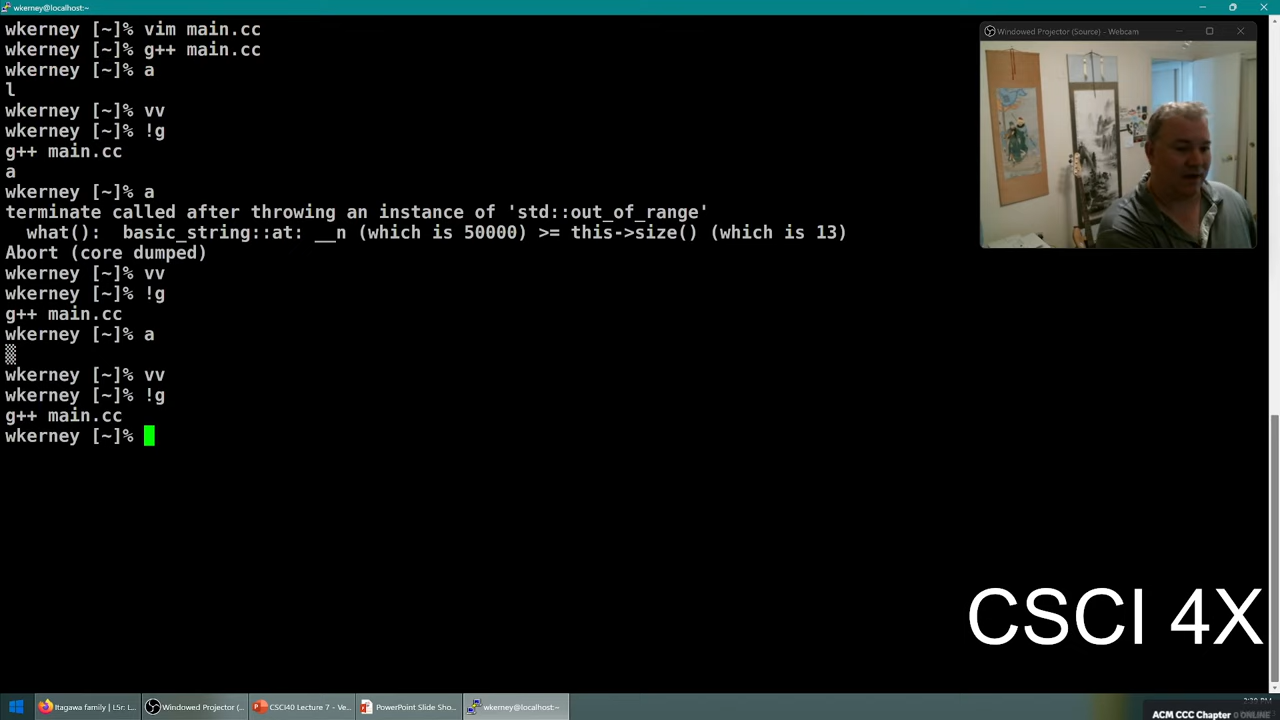 wkerney@localhost:~
wkerney [~]% vim main.cc
wkerney [~]% g++ main.cc
wkerney [~]% a
l
wkerney [~]% vv
wkerney [~]% !g
g++ main.cc
a
wkerney [~]% a
terminate called after throwing an instance of 'std::out_of_range'
what():  basic_string::at: __n (which is 50000) >= this->size() (which is 13)
Abort (core dumped)
wkerney [~]% vv
wkerney [~]% !g
g++ main.cc
wkerney [~]% a
wkerney [~]% vv
wkerney [~]% !g
g++ main.cc
wkerney [~]%
Windowed Projector (Source) - Webcam
CSCI 4X
Itagawa family | L5r: L...
Windowed Projector (...
CSCI40 Lecture 7 - Ve...
PowerPoint Slide Sho...
wkerney@localhost:~
ACM CCC Chapter 0 ONLINE